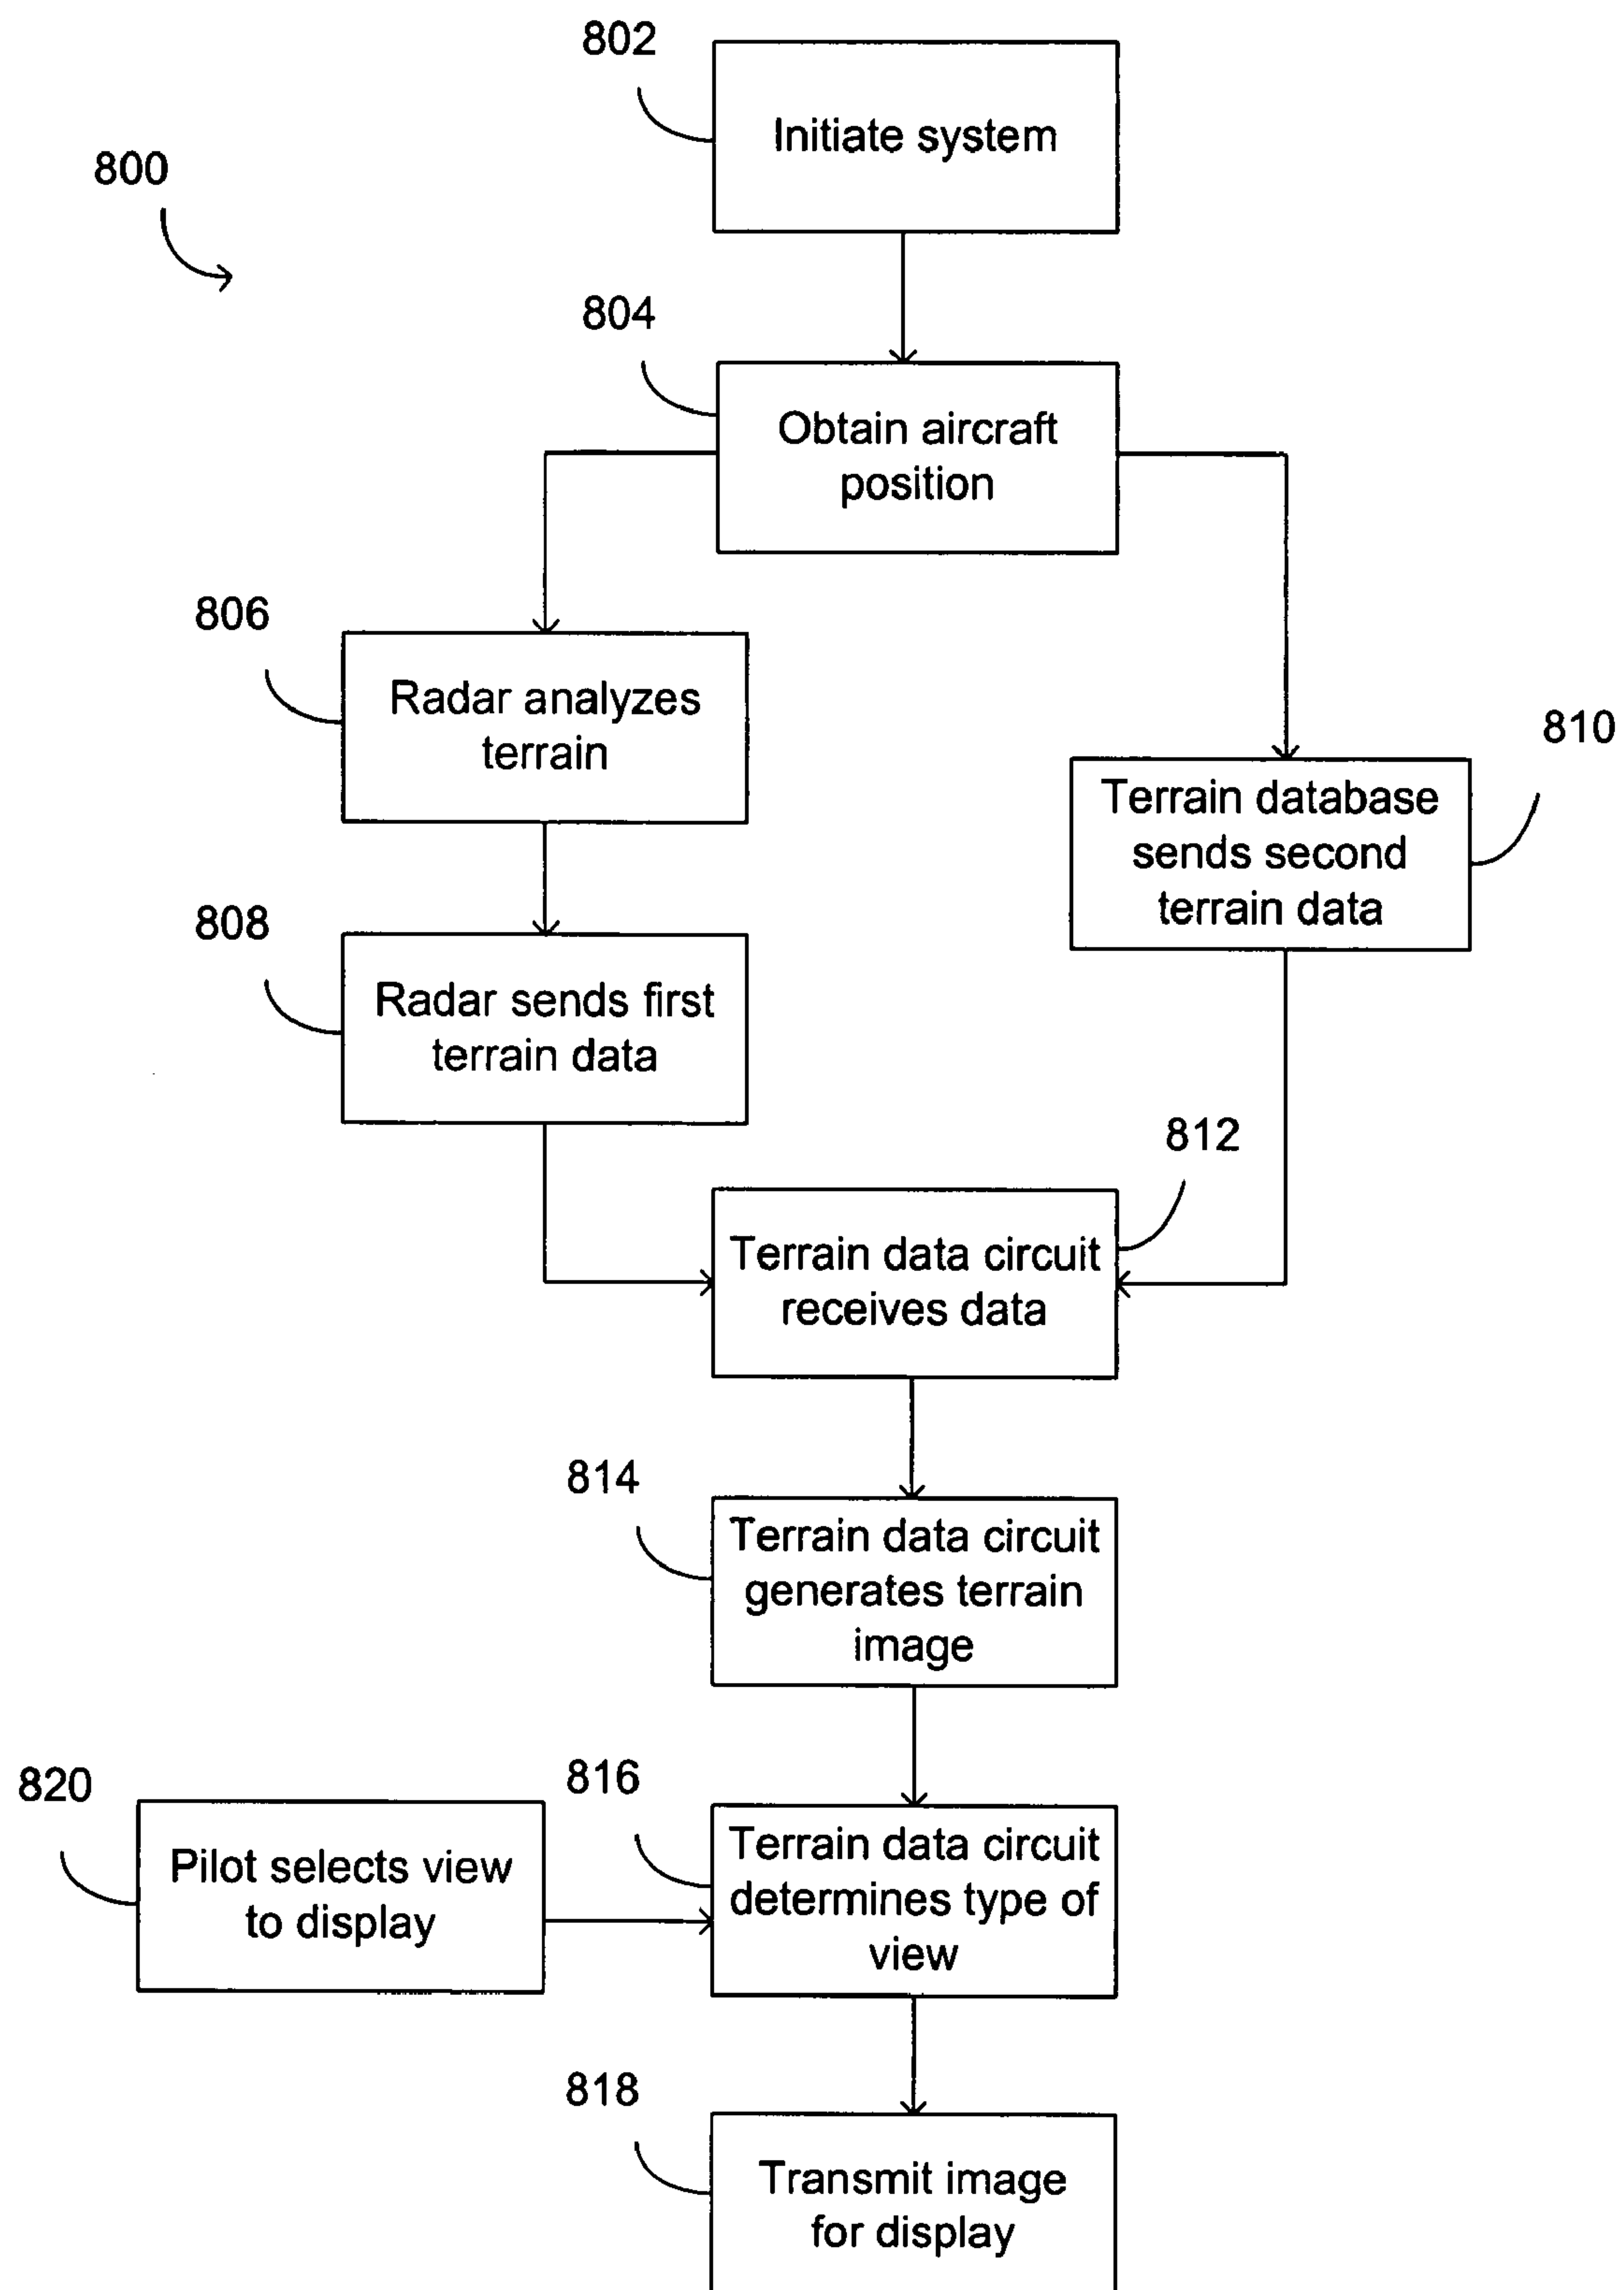 802
Initiate system
800
804
Obtain aircraft
position
806
Radar analyzes
terrain
810
Terrain database
sends second
terrain data
808
Radar sends first
terrain data
812
Terrain data circuit
receives data
814
Terrain data circuit
generates terrain
image
820
Pilot selects view
to display
816
Terrain data circuit
determines type of
view
818
Transmit image
for display